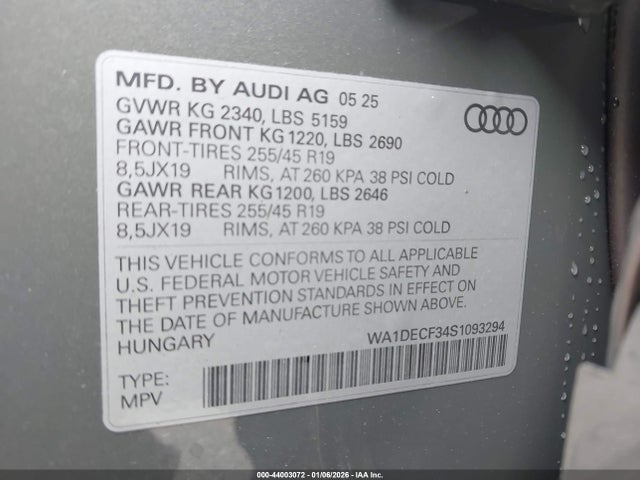 MFD. BY AUDI AG 05 25
GVWR KG 2340, LBS 5159
GAWR FRONT KG 1220, LBS 2690
FRONT-TIRES 255/45 R19
8,5JX19 RIMS, AT 260 KPA 38 PSI COLD
GAWR REAR KG 1200, LBS 2646
REAR-TIRES 255/45 R19
8,5JX19 RIMS, AT 260 KPA 38 PSI COLD
THIS VEHICLE CONFORMS TO ALL APPLICABLE
U.S. FEDERAL MOTOR VEHICLE SAFETY AND
THEFT PREVENTION STANDARDS IN EFFECT ON
THE DATE OF MANUFACTURE SHOWN ABOVE.
HUNGARY WA1DECF34S1093294
TYPE:
MPV
000-44003072 - 01/06/2026 - IAA Inc.